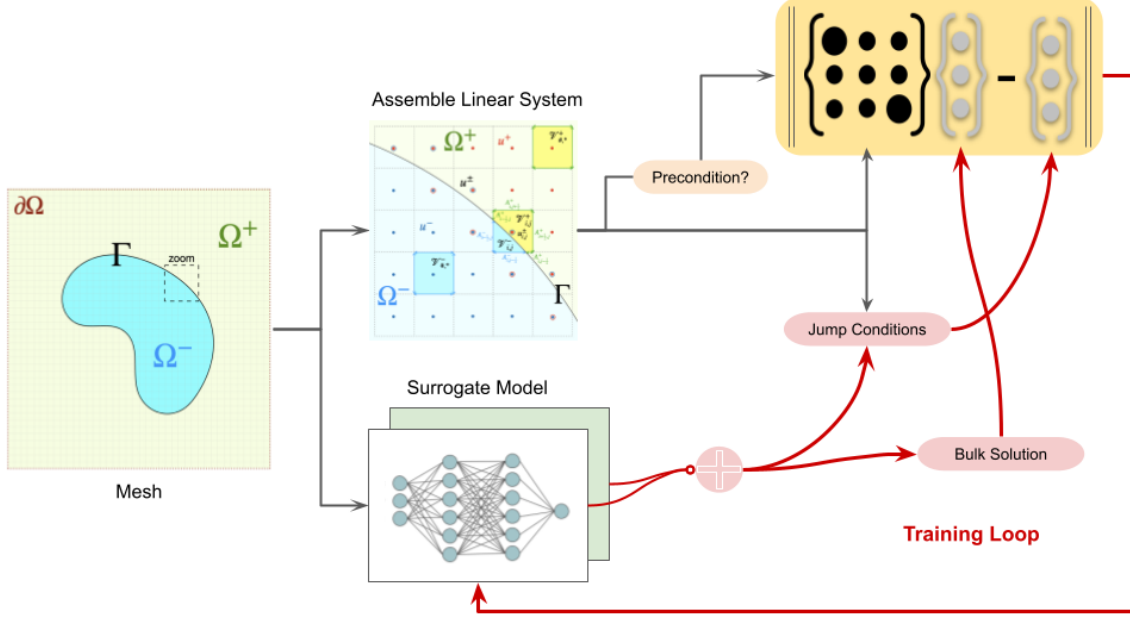 Assemble Linear System
Ω⁺
u⁺
u±
u⁻
Ω⁻
Γ
Precondition?
∂Ω
Ω⁺
Γ
zoom
Ω⁻
Mesh
Jump Conditions
Surrogate Model
Bulk Solution
Training Loop